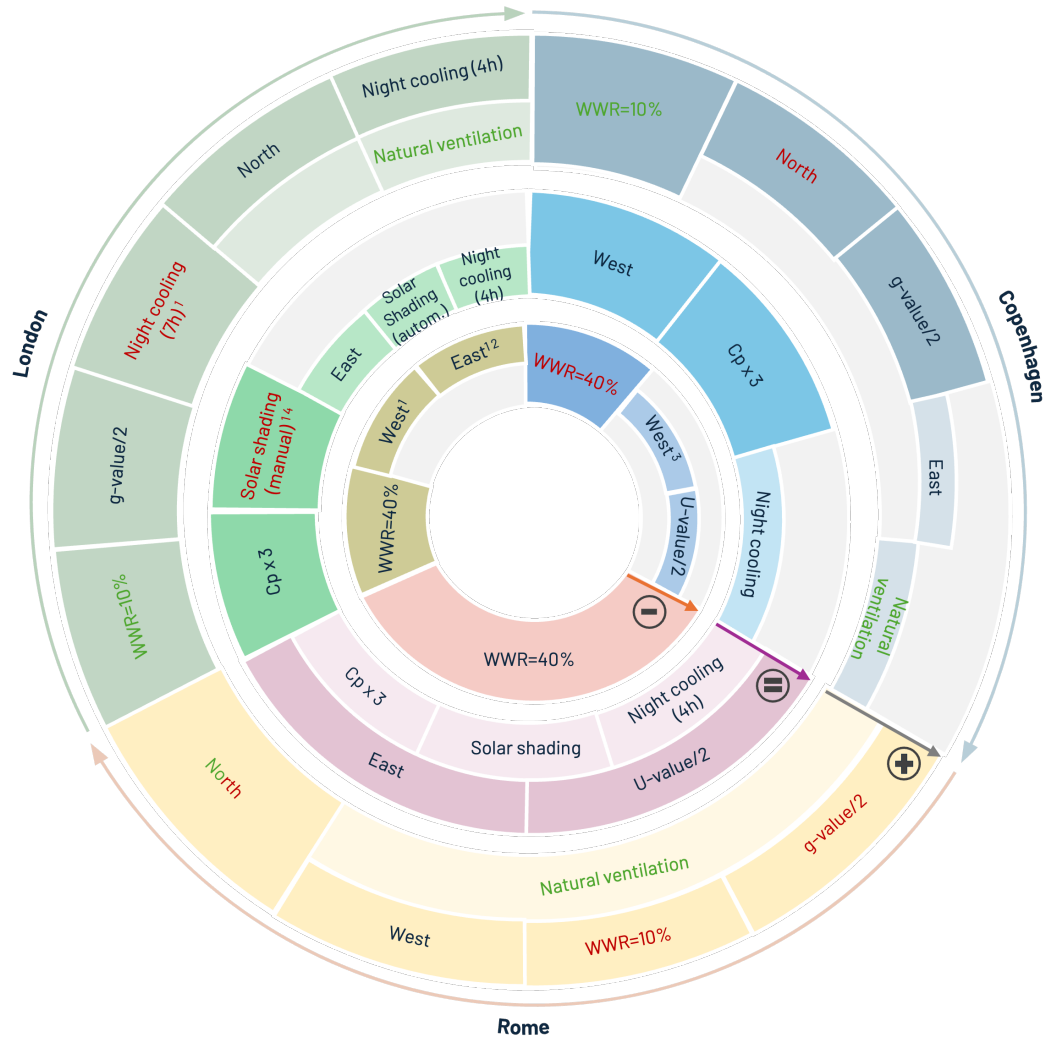 Night cooling (4h)
Natural ventilation
North
Night cooling
(7h)¹
g-value/2
WWR=10%
London
WWR=10%
North
g-value/2
East
Natural
ventilation
Copenhagen
West
Cp x 3
Night cooling
Night
cooling
(4h)
Solar
Shading
(autom.)
East
Solar shading
(manual)¹⁴
Cp x 3
WWR=40%
West³
U-value/2
East¹²
West¹
WWR=40%
WWR=40%
Cp x 3
Solar shading
Night cooling
(4h)
East
U-value/2
North
Natural ventilation
West
WWR=10%
g-value/2
Rome